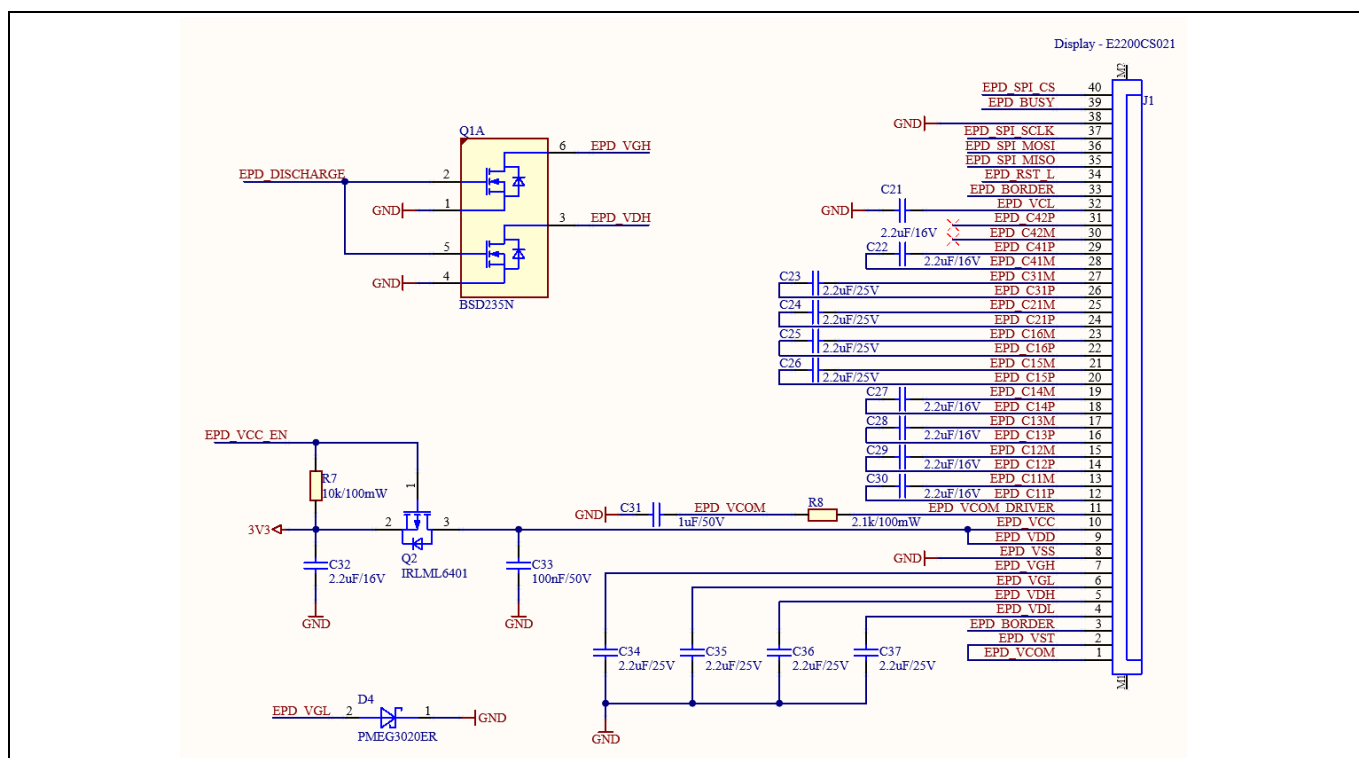 Display - E2200CS021
M2
J1
EPD_SPI_CS 40
EPD_BUSY 39
GND 38
EPD_SPI_SCLK 37
EPD_SPI_MOSI 36
EPD_SPI_MISO 35
EPD_RST_L 34
EPD_BORDER 33
C21
GND EPD_VCL 32
2.2uF/16V
EPD_C42P 31
EPD_C42M 30
C22 EPD_C41P 29
2.2uF/16V EPD_C41M 28
C23 EPD_C31M 27
2.2uF/25V EPD_C31P 26
C24 EPD_C21M 25
2.2uF/25V EPD_C21P 24
C25 EPD_C16M 23
2.2uF/25V EPD_C16P 22
C26 EPD_C15M 21
2.2uF/25V EPD_C15P 20
C27 EPD_C14M 19
2.2uF/16V EPD_C14P 18
C28 EPD_C13M 17
2.2uF/16V EPD_C13P 16
C29 EPD_C12M 15
2.2uF/16V EPD_C12P 14
C30 EPD_C11M 13
2.2uF/16V EPD_C11P 12
GND C31 EPD_VCOM R8 EPD_VCOM_DRIVER 11
1uF/50V 2.1k/100mW EPD_VCC 10
EPD_VDD 9
GND EPD_VSS 8
EPD_VGH 7
EPD_VGL 6
EPD_VDH 5
EPD_VDL 4
EPD_BORDER 3
EPD_VST 2
EPD_VCOM 1
M1
Q1A
6 EPD_VGH
EPD_DISCHARGE 2
GND 1
3 EPD_VDH
5
GND 4
BSD235N
EPD_VCC_EN
R7
10k/100mW
1
3V3 2 3
Q2
IRLML6401
C32
2.2uF/16V
GND
C33
100nF/50V
GND
C34
2.2uF/25V
C35
2.2uF/25V
C36
2.2uF/25V
C37
2.2uF/25V
GND
D4
EPD_VGL 2 1 GND
PMEG3020ER